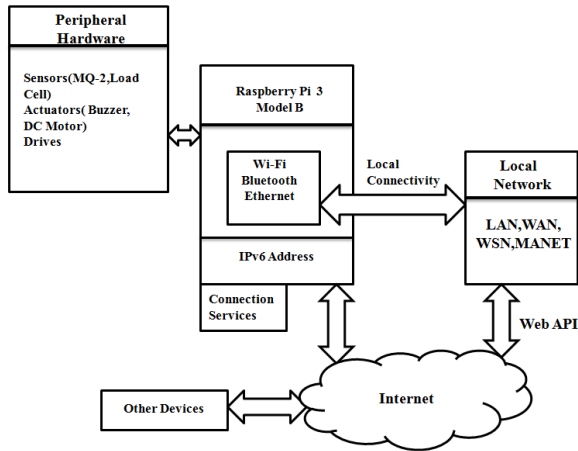 Peripheral
Hardware
Sensors(MQ-2,Load
Cell)
Actuators( Buzzer,
DC Motor)
Drives
Raspberry Pi 3
Model B
Wi-Fi
Bluetooth
Ethernet
IPv6 Address
Connection
Services
Local
Connectivity
Local
Network
LAN,WAN,
WSN,MANET
Web API
Internet
Other Devices